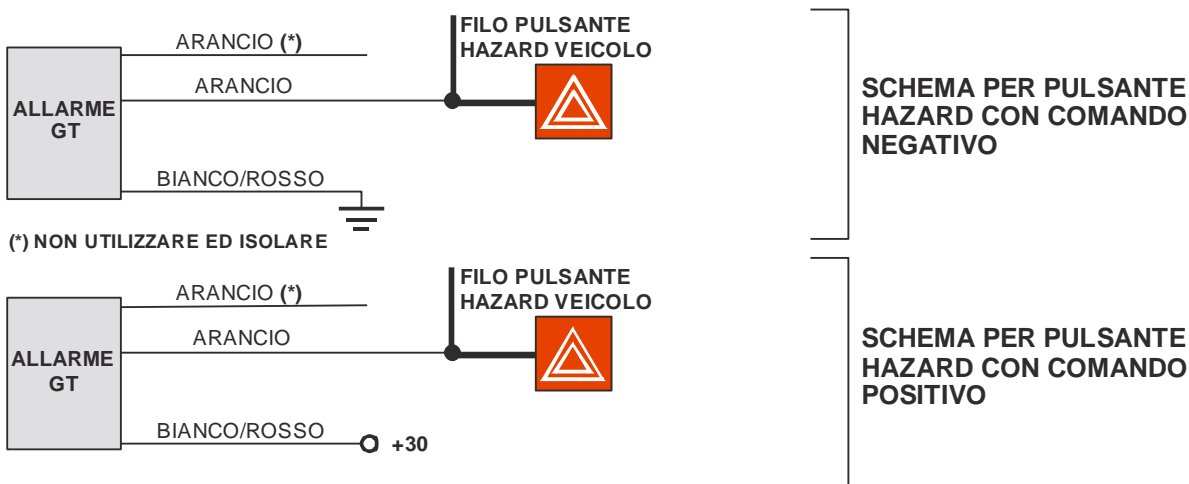 ARANCIO (*)
FILO PULSANTE
HAZARD VEICOLO
ARANCIO
ALLARME
GT
BIANCO/ROSSO
SCHEMA PER PULSANTE
HAZARD CON COMANDO
NEGATIVO
(*) NON UTILIZZARE ED ISOLARE
ARANCIO (*)
FILO PULSANTE
HAZARD VEICOLO
ARANCIO
ALLARME
GT
BIANCO/ROSSO
+30
SCHEMA PER PULSANTE
HAZARD CON COMANDO
POSITIVO